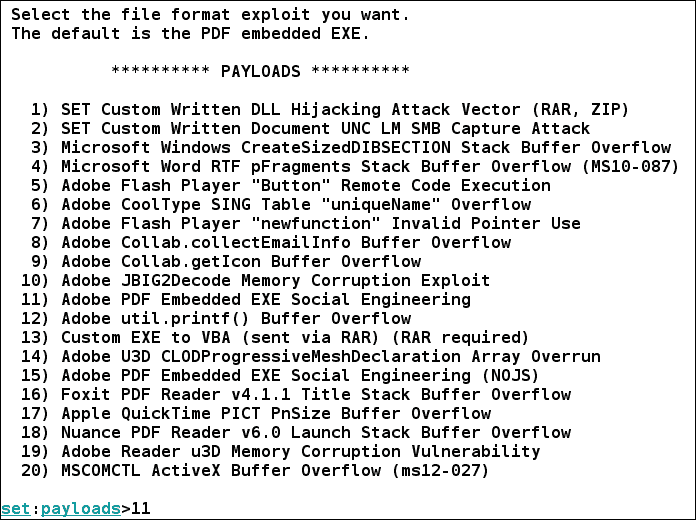 Select the file format exploit you want.
The default is the PDF embedded EXE.
********** PAYLOADS **********
1) SET Custom Written DLL Hijacking Attack Vector (RAR, ZIP)
2) SET Custom Written Document UNC LM SMB Capture Attack
3) Microsoft Windows CreateSizedDIBSECTION Stack Buffer Overflow
4) Microsoft Word RTF pFragments Stack Buffer Overflow (MS10-087)
5) Adobe Flash Player "Button" Remote Code Execution
6) Adobe CoolType SING Table "uniqueName" Overflow
7) Adobe Flash Player "newfunction" Invalid Pointer Use
8) Adobe Collab.collectEmailInfo Buffer Overflow
9) Adobe Collab.getIcon Buffer Overflow
10) Adobe JBIG2Decode Memory Corruption Exploit
11) Adobe PDF Embedded EXE Social Engineering
12) Adobe util.printf() Buffer Overflow
13) Custom EXE to VBA (sent via RAR) (RAR required)
14) Adobe U3D CLODProgressiveMeshDeclaration Array Overrun
15) Adobe PDF Embedded EXE Social Engineering (NOJS)
16) Foxit PDF Reader v4.1.1 Title Stack Buffer Overflow
17) Apple QuickTime PICT PnSize Buffer Overflow
18) Nuance PDF Reader v6.0 Launch Stack Buffer Overflow
19) Adobe Reader u3D Memory Corruption Vulnerability
20) MSCOMCTL ActiveX Buffer Overflow (ms12-027)
set:payloads>11